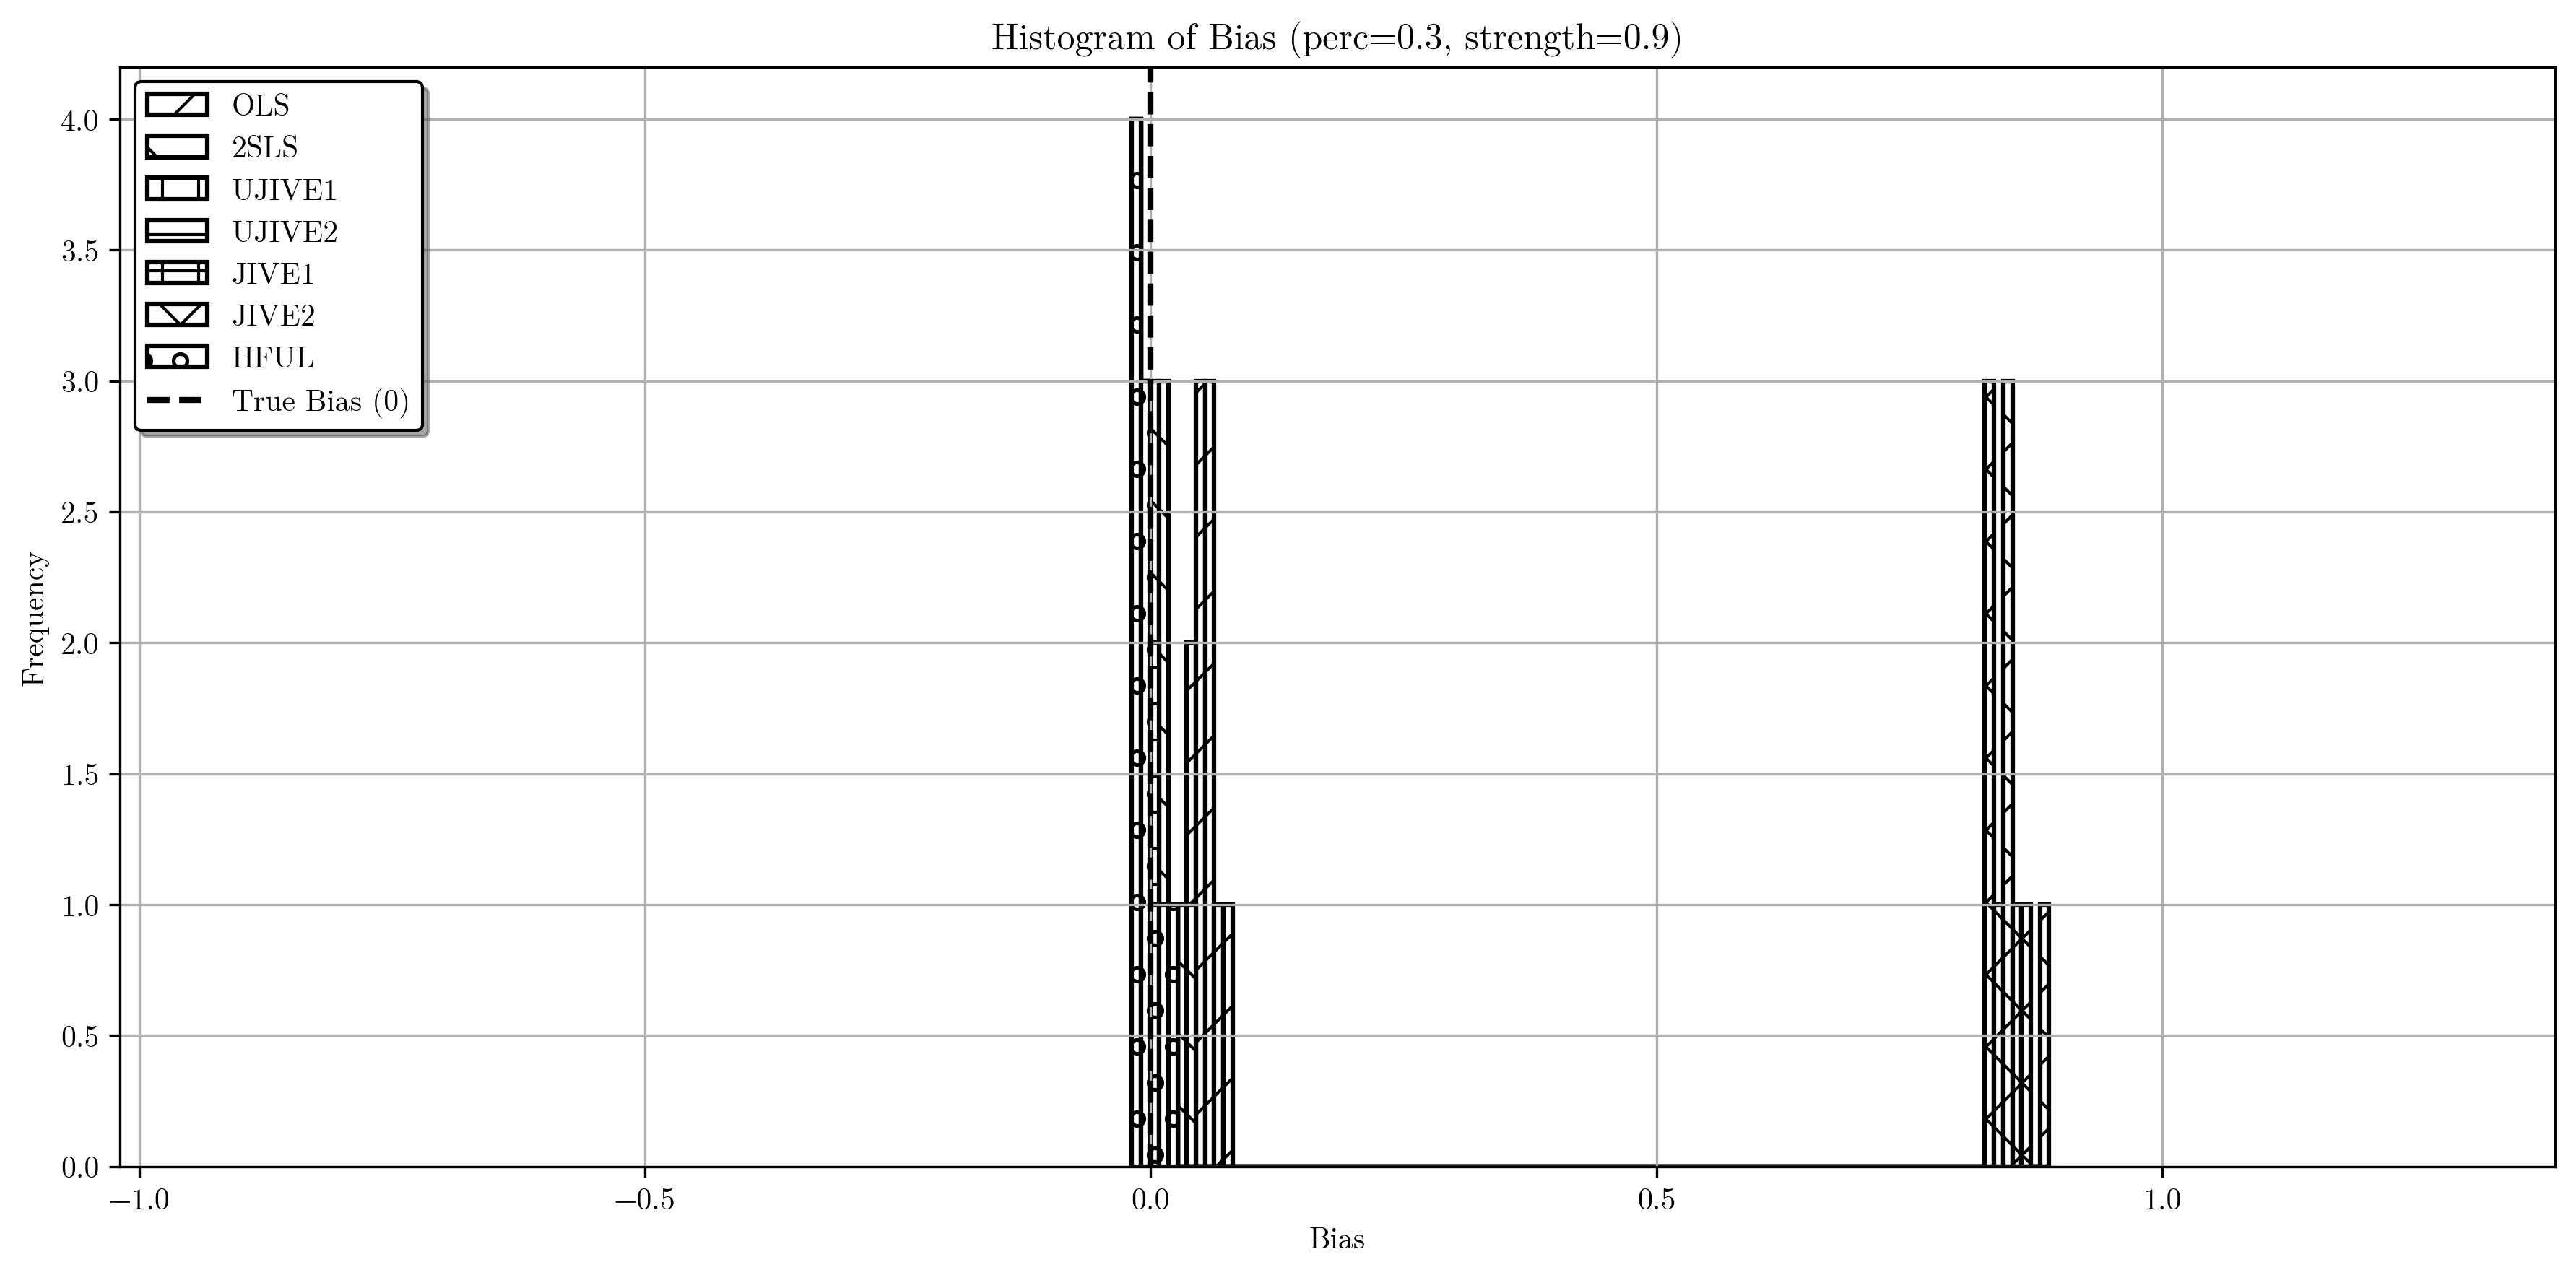 Histogram of Bias (perc=0.3, strength=0.9)
OLS
2SLS
UJIVE1
UJIVE2
JIVE1
JIVE2
HFUL
True Bias (0)
Frequency
4.0
3.5
3.0
2.5
2.0
1.5
1.0
0.5
0.0
−1.0 −0.5 0.0 0.5 1.0
Bias